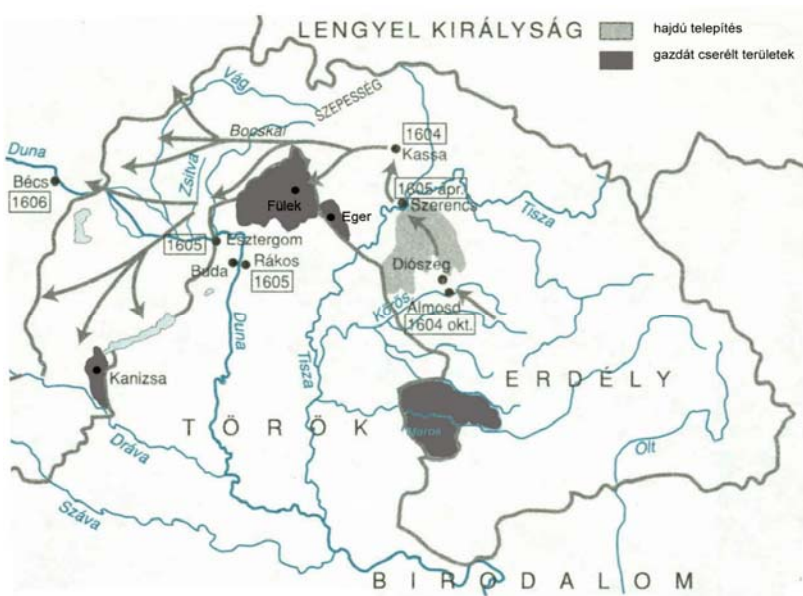 LENGYEL KIRÁLYSÁG
hajdú telepítés
gazdát cserélt területek
Vág
SZEPESSÉG
Bocskai
1604
Kassa
Duna
Zsitva
Bécs
1606
1605 ápr.
Szerencs
Tisza
Fülek
Eger
1605
Esztergom
Buda
Rákos
1605
Diószeg
Álmosd
1604 okt.
Körös
Duna
Tisza
Kanizsa
ERDÉLY
TÖRÖK
Maros
Dráva
Olt
Száva
BIRODALOM